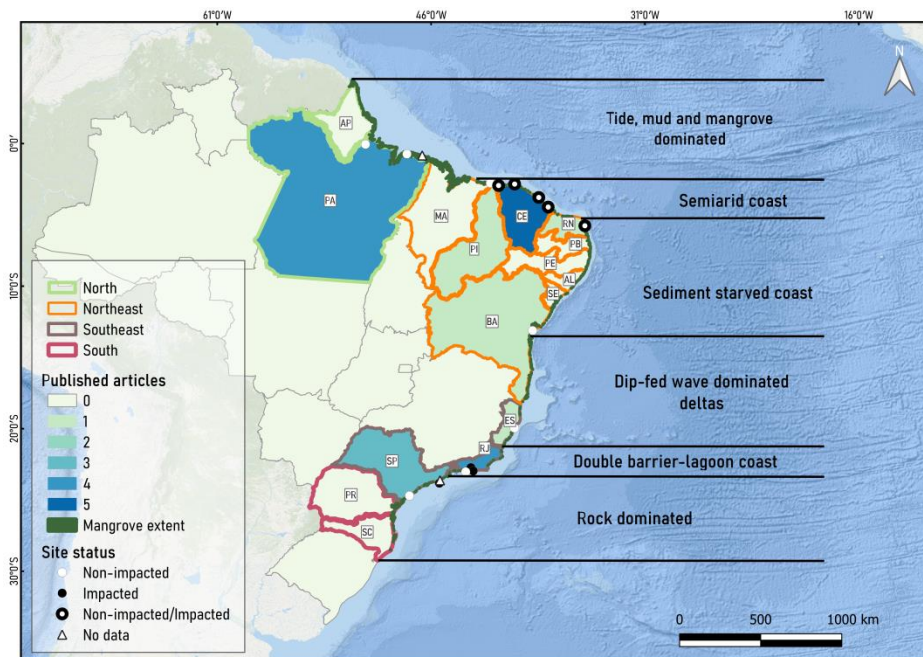 61°0'W 46°0'W 31°0'W 16°0'W
N
Tide, mud and mangrove
dominated
AP
0°0'
PA
MA
CE
Semiarid coast
RN
PB
PI
PE
AL
SE
Sediment starved coast
10°0'S
BA
North
Northeast
Southeast
South
Dip-fed wave dominated
deltas
Published articles
0
1
2
3
4
5
Mangrove extent
20°0'S
ES
RJ
SP
Double barrier-lagoon coast
PR
SC
Rock dominated
Site status
Non-impacted
Impacted
Non-impacted/Impacted
No data
30°0'S
0 500 1000 km